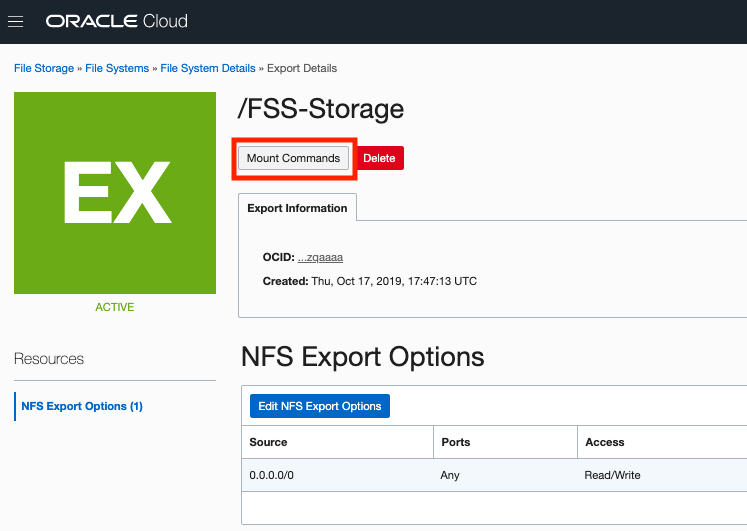 ORACLE Cloud
File Storage » File Systems » File System Details » Export Details
EX
ACTIVE
/FSS-Storage
Mount Commands Delete
Export Information
OCID: ...zqaaaa
Created: Thu, Oct 17, 2019, 17:47:13 UTC
Resources
NFS Export Options (1)
NFS Export Options
Edit NFS Export Options
Source Ports Access
0.0.0.0/0 Any Read/Write